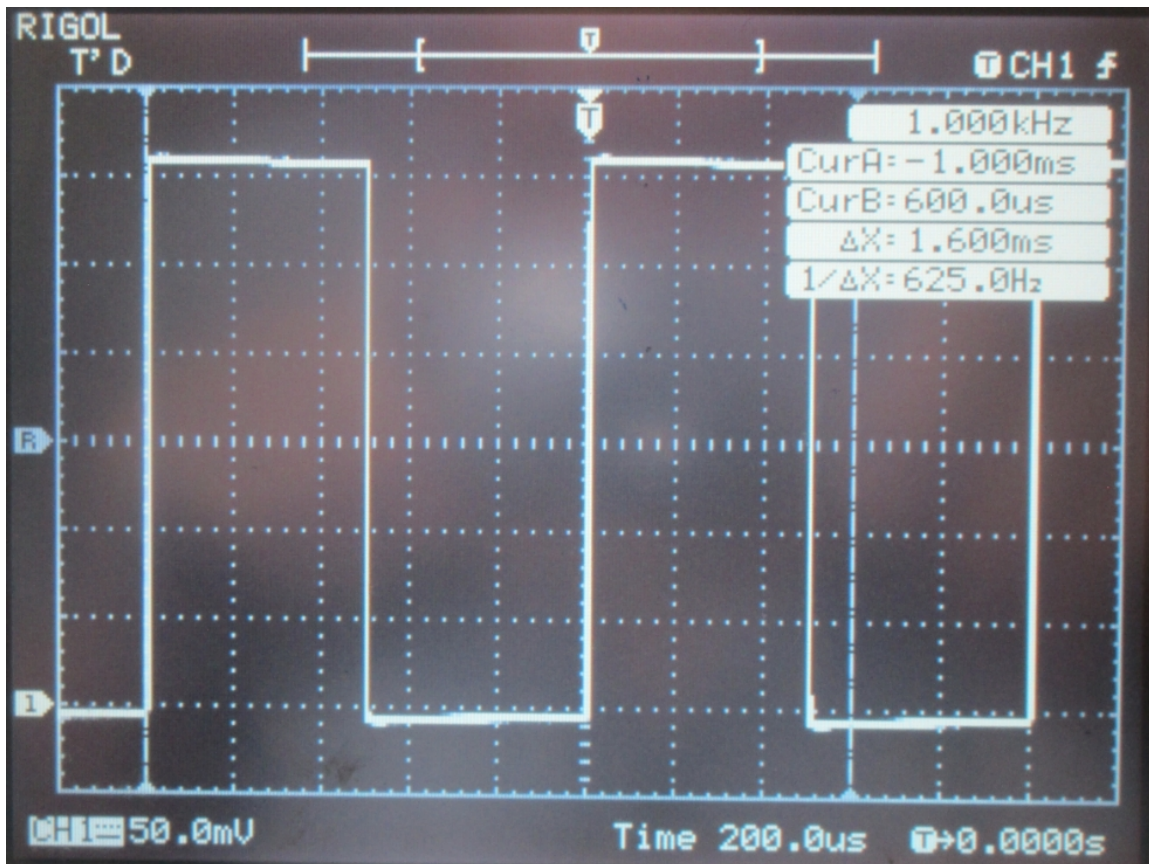 RIGOL
T'D
T
T CH1
T
1.000kHz
CurA:-1.000ms
CurB:600.0us
ΔX: 1.600ms
1/ΔX:625.0Hz
R
1
CH1 50.0mV
Time 200.0us
T→0.0000s